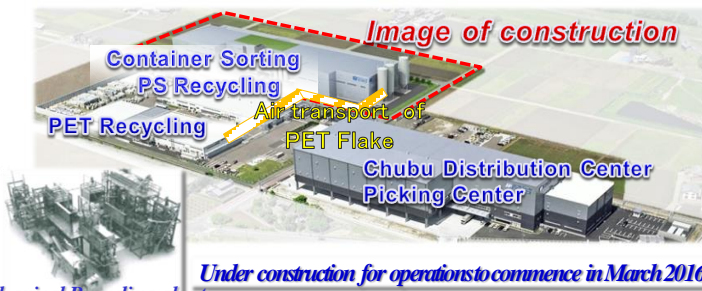 Image of construction
Container Sorting
PS Recycling
Air transport of
PET Flake
PET Recycling
Chubu Distribution Center
Picking Center
Under construction for operations to commence in March 2016